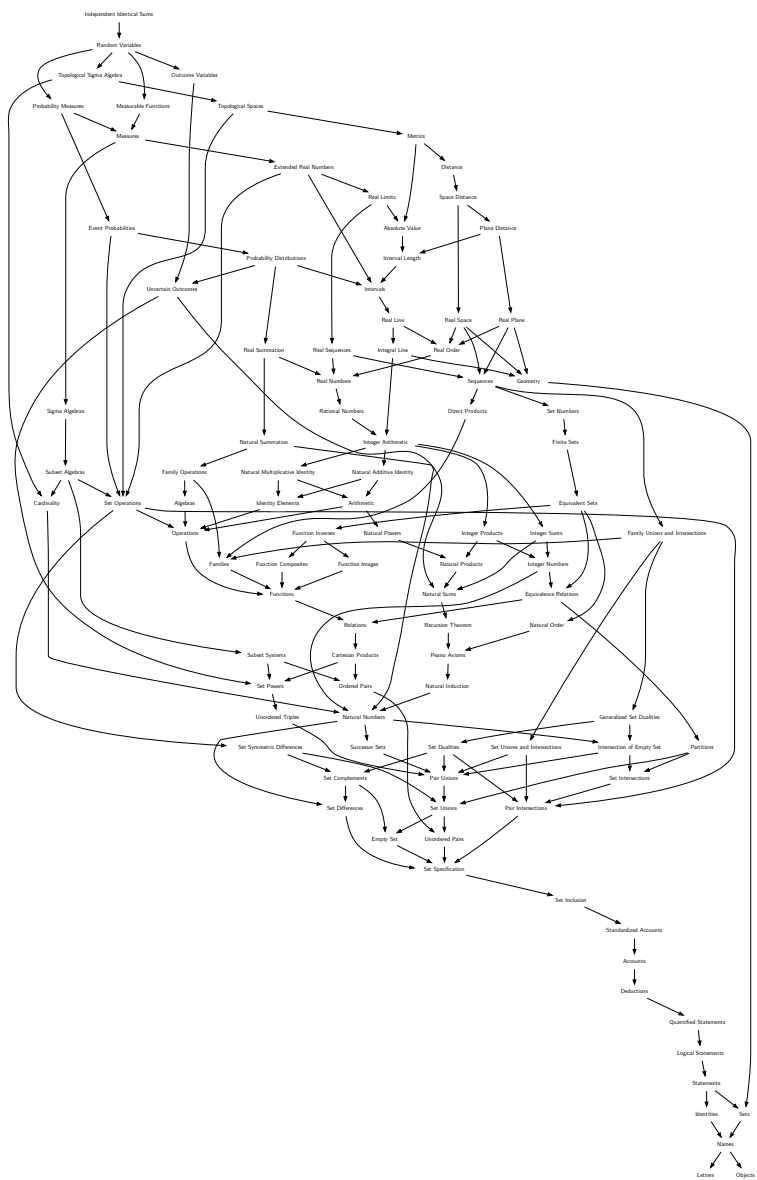 Independent Identical Sums
Random Variables
Topological Sigma Algebra
Outcome Variables
Probability Measures
Measurable Functions
Topological Spaces
Measures
Metrics
Extended Real Numbers
Distance
Real Limits
Space Distance
Event Probabilities
Absolute Value
Plane Distance
Probability Distributions
Interval Length
Uncertain Outcomes
Intervals
Real Line
Real Space
Real Plane
Real Summation
Real Sequences
Integral Line
Real Order
Real Numbers
Sequences
Geometry
Sigma Algebras
Rational Numbers
Direct Products
Set Numbers
Natural Summation
Integer Arithmetic
Finite Sets
Subset Algebras
Family Operations
Natural Multiplicative Identity
Natural Additive Identity
Cardinality
Set Operations
Algebras
Identity Elements
Arithmetic
Equivalent Sets
Operations
Function Inverses
Natural Powers
Integer Products
Integer Sums
Family Unions and Intersections
Families
Function Composites
Function Images
Natural Products
Integer Numbers
Functions
Natural Sums
Equivalence Relations
Relations
Recursion Theorem
Natural Order
Subset Systems
Cartesian Products
Peano Axioms
Set Powers
Ordered Pairs
Natural Induction
Unordered Triples
Natural Numbers
Generalized Set Dualities
Set Symmetric Differences
Successor Sets
Set Dualities
Set Unions and Intersections
Intersection of Empty Set
Partitions
Set Complements
Pair Unions
Set Intersections
Set Differences
Set Unions
Pair Intersections
Empty Set
Unordered Pairs
Set Specification
Set Inclusion
Standardized Accounts
Accounts
Deductions
Quantified Statements
Logical Statements
Statements
Identities
Sets
Names
Letters
Objects